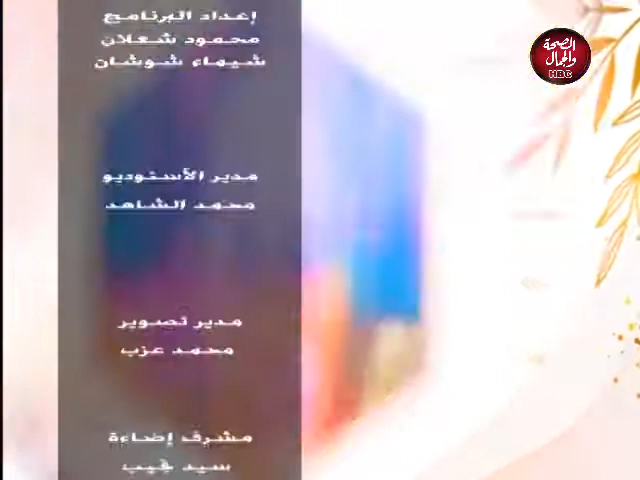 إعداد البرنامج
محمود شعلان
شيماء شوشان
الصحة
والجمال
HBC
مدير الأستوديو
محمد الشاهد
مدير تصوير
محمد عزب
مشرف إضاءة
سيد